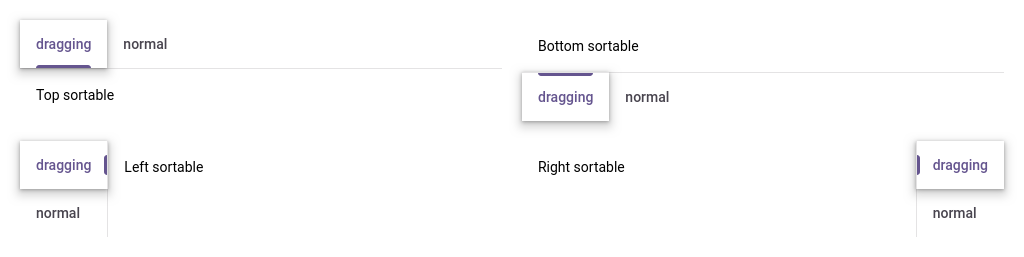 dragging normal
Top sortable
Bottom sortable
dragging normal
dragging Left sortable
normal
Right sortable dragging
normal